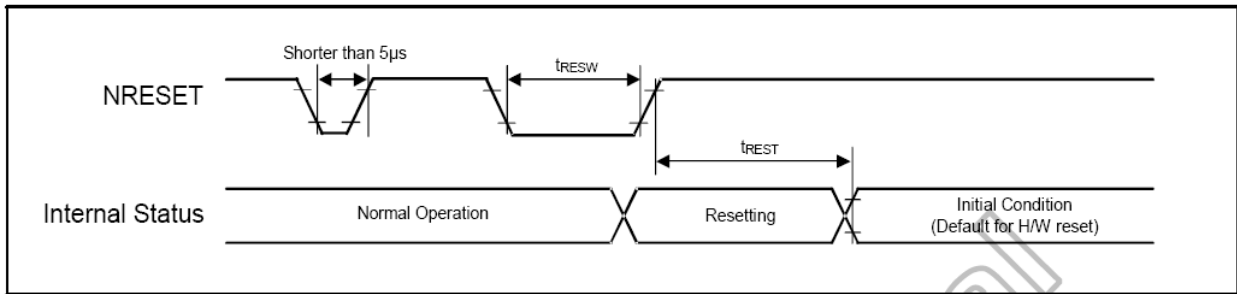 Shorter than 5µs
tRESW
NRESET
tREST
Internal Status
Normal Operation
Resetting
Initial Condition
(Default for H/W reset)